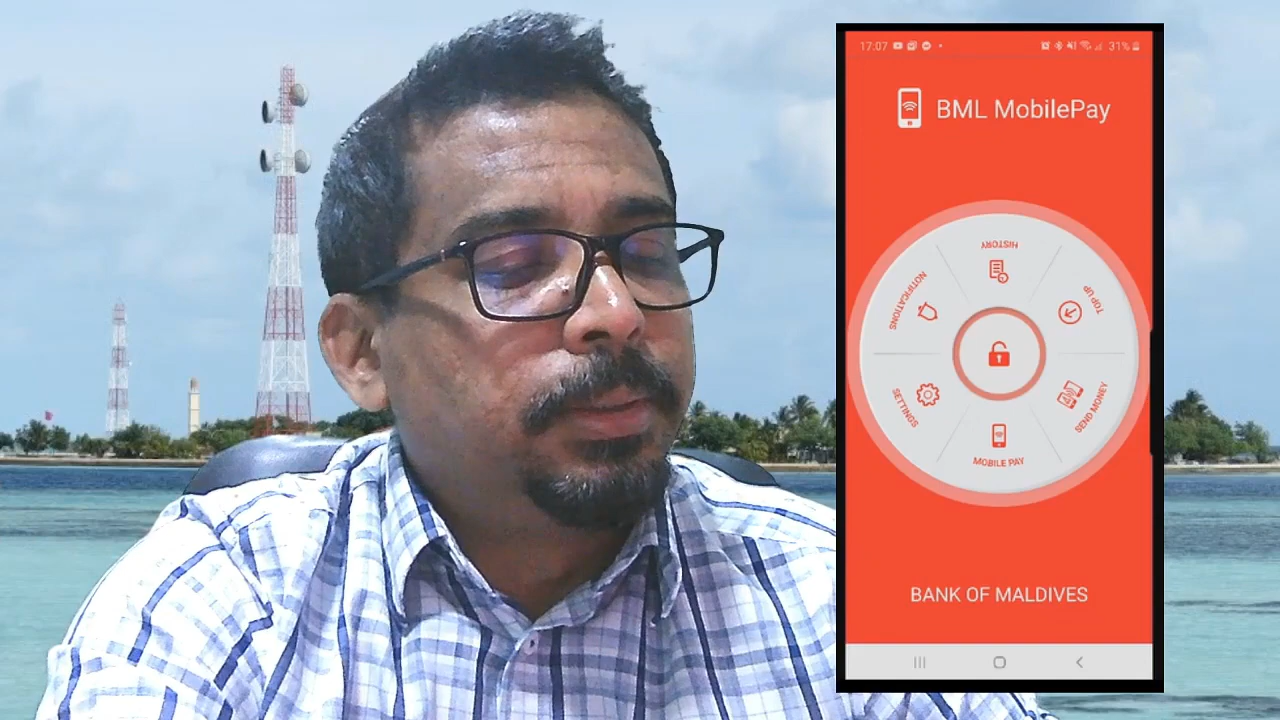 17:07
31%
BML MobilePay
HISTORY
NOTIFICATIONS
TOP UP
SETTINGS
SEND MONEY
MOBILE PAY
BANK OF MALDIVES